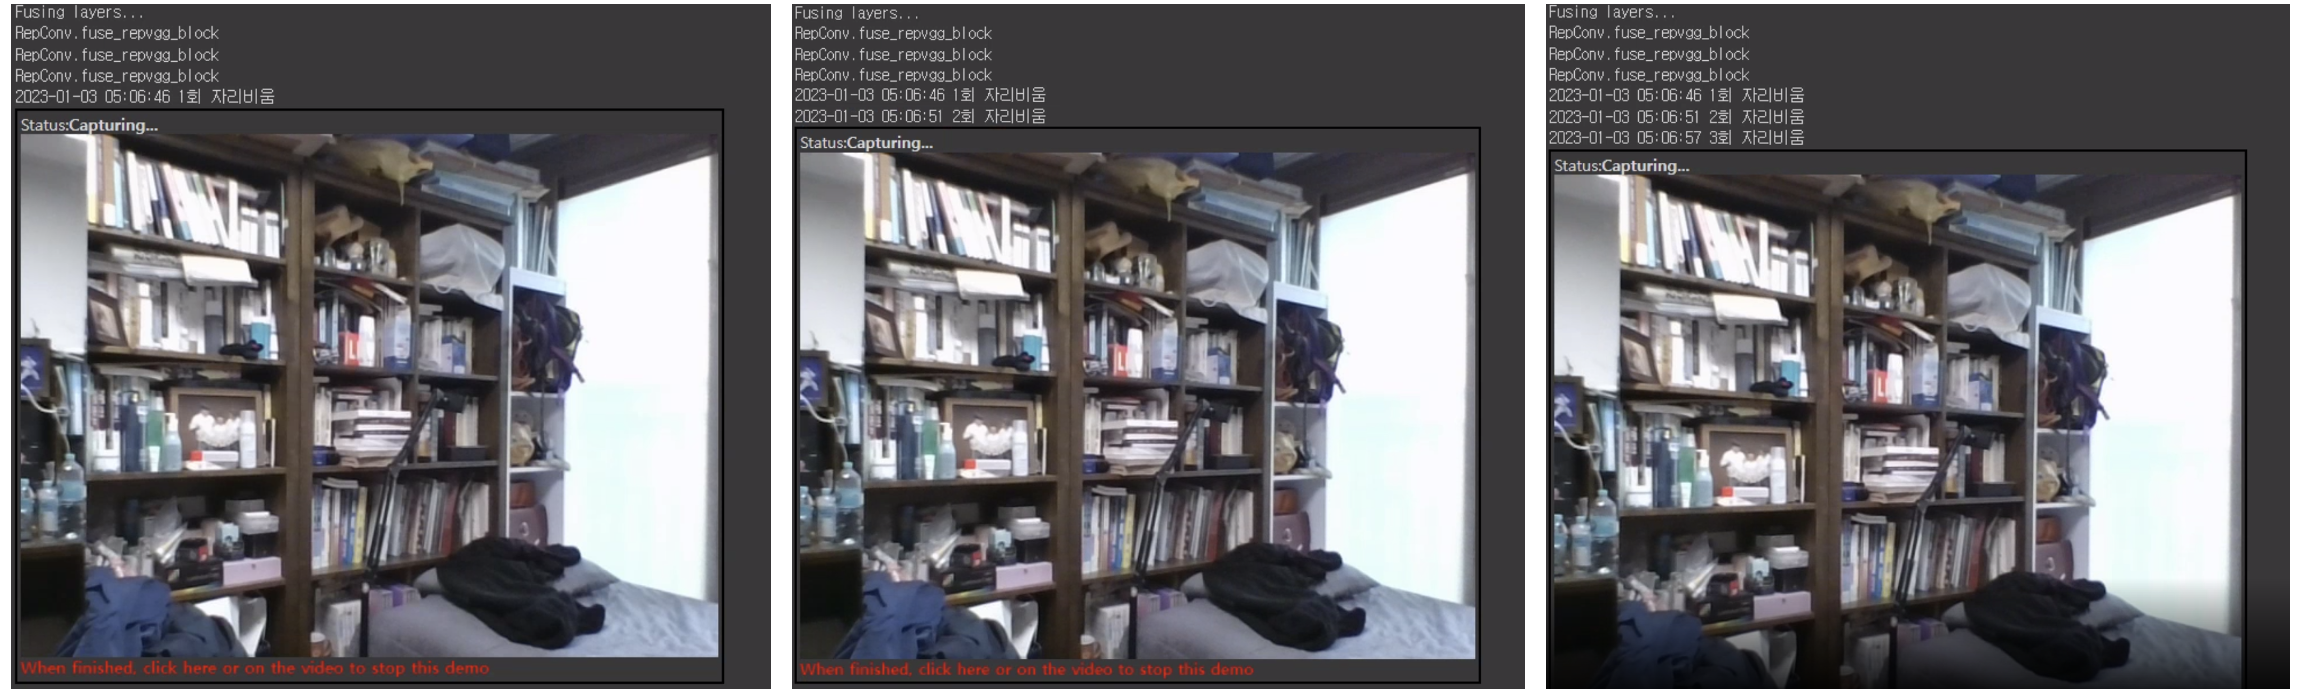 Fusing layers...
RepConv.fuse_repvgg_block
RepConv.fuse_repvgg_block
RepConv.fuse_repvgg_block
2023-01-03 05:06:46 1회 자리비움
Status:Capturing...
When finished, click here or on the video to stop this demo
Fusing layers...
RepConv.fuse_repvgg_block
RepConv.fuse_repvgg_block
RepConv.fuse_repvgg_block
2023-01-03 05:06:46 1회 자리비움
2023-01-03 05:06:51 2회 자리비움
Status:Capturing...
When finished, click here or on the video to stop this demo
Fusing layers...
RepConv.fuse_repvgg_block
RepConv.fuse_repvgg_block
RepConv.fuse_repvgg_block
2023-01-03 05:06:46 1회 자리비움
2023-01-03 05:06:51 2회 자리비움
2023-01-03 05:06:57 3회 자리비움
Status:Capturing...